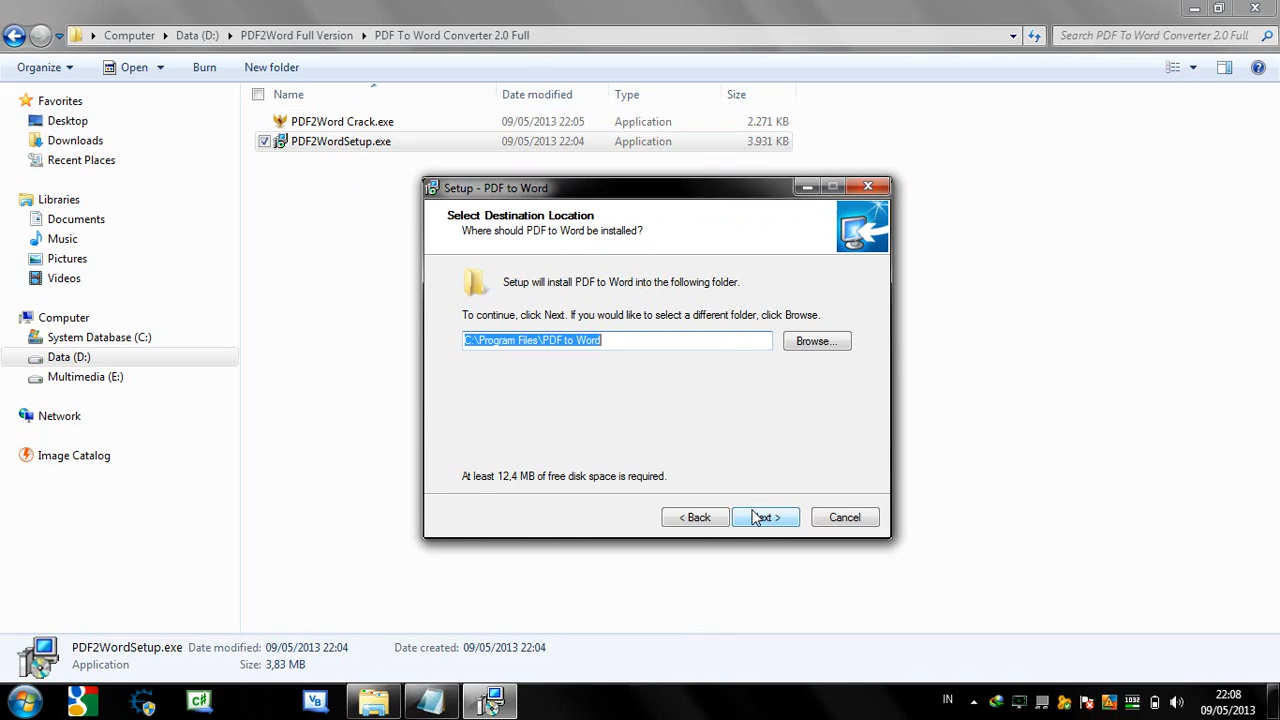 Computer
Data (D:)
PDF2Word Full Version
PDF To Word Converter 2.0 Full
Search PDF To Word Converter 2.0 Full
Organize
Open
Burn
New folder
Favorites
Desktop
Downloads
Recent Places
Libraries
Documents
Music
Pictures
Videos
Computer
System Database (C:)
Data (D:)
Multimedia (E:)
Network
Image Catalog
Name Date modified Type Size
PDF2Word Crack.exe 09/05/2013 22:05 Application 2.271 KB
PDF2WordSetup.exe 09/05/2013 22:04 Application 3.931 KB
Setup - PDF to Word
Select Destination Location
Where should PDF to Word be installed?
Setup will install PDF to Word into the following folder.
To continue, click Next. If you would like to select a different folder, click Browse.
C:\Program Files\PDF to Word
Browse...
At least 12,4 MB of free disk space is required.
< Back
>
Cancel
PDF2WordSetup.exe Date modified: 09/05/2013 22:04 Date created: 09/05/2013 22:04
Application Size: 3,83 MB
C#
VB
IN
1032
22:08
09/05/2013